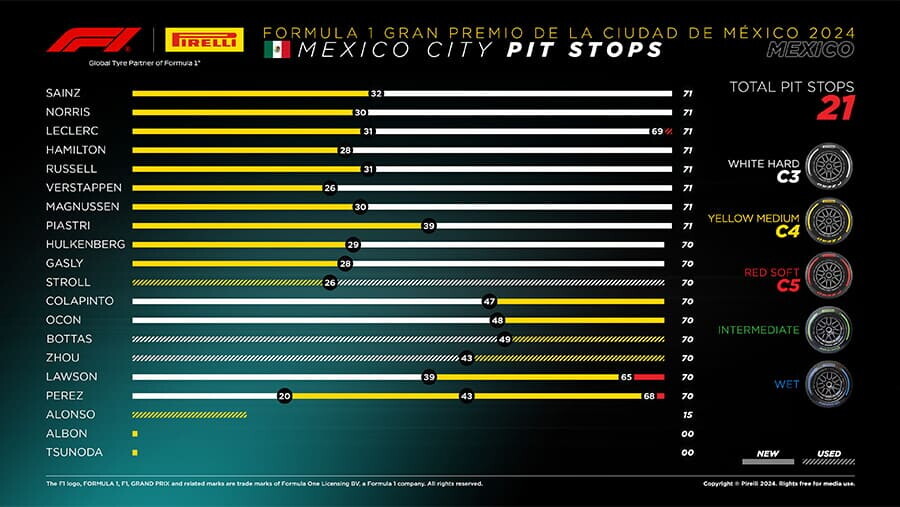 F1
PIRELLI
Global Tyre Partner of Formula 1®
FORMULA 1 GRAN PREMIO DE LA CIUDAD DE MÉXICO 2024
MEXICO CITY PIT STOPS
MEXICO
TOTAL PIT STOPS
21
SAINZ 32 71
NORRIS 30 71
LECLERC 31 69 71
HAMILTON 28 71
RUSSELL 31 71
VERSTAPPEN 26 71
MAGNUSSEN 30 71
PIASTRI 39 71
HULKENBERG 29 70
GASLY 28 70
STROLL 26 70
COLAPINTO 47 70
OCON 48 70
BOTTAS 49 70
ZHOU 43 70
LAWSON 39 65 70
PEREZ 20 43 68 70
ALONSO 15
ALBON 00
TSUNODA 00
WHITE HARD
C3
YELLOW MEDIUM
C4
RED SOFT
C5
INTERMEDIATE
WET
NEW USED
The F1 logo, FORMULA 1, F1, GRAND PRIX and related marks are trade marks of Formula One Licensing BV, a Formula 1 company. All rights reserved.
Copyright © Pirelli 2024. Rights free for media use.